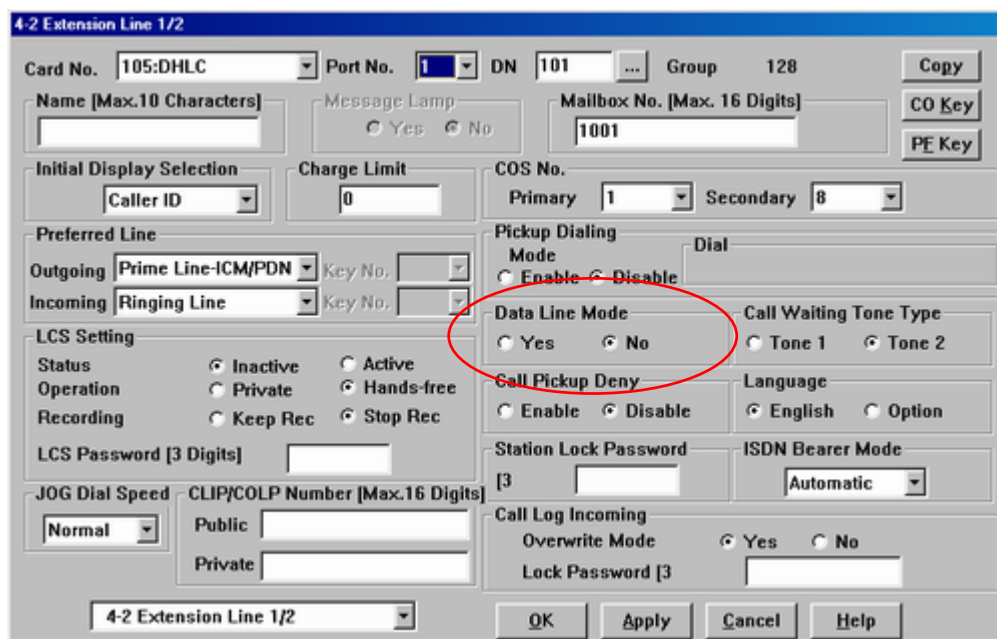 4-2 Extension Line 1/2
Card No. 105:DHLC Port No. 1 DN 101 ... Group 128 Copy
Name [Max.10 Characters] Message Lamp Mailbox No. [Max. 16 Digits] CO Key
Yes No 1001
PF Key
Initial Display Selection Charge Limit COS No.
Caller ID 0 Primary 1 Secondary 8
Preferred Line Pickup Dialing
Mode Dial
Outgoing Prime Line-ICM/PDN Key No. Enable Disable
Incoming Ringing Line Key No.
Data Line Mode Call Waiting Tone Type
LCS Setting Yes No Tone 1 Tone 2
Status Inactive Active
Operation Private Hands-free Call Pickup Deny Language
Recording Keep Rec Stop Rec Enable Disable English Option
LCS Password [3 Digits] Station Lock Password ISDN Bearer Mode
[3 Automatic
JOG Dial Speed CLIP/COLP Number [Max.16 Digits]
Normal Public Call Log Incoming
Overwrite Mode Yes No
Private Lock Password [3
4-2 Extension Line 1/2 OK Apply Cancel Help